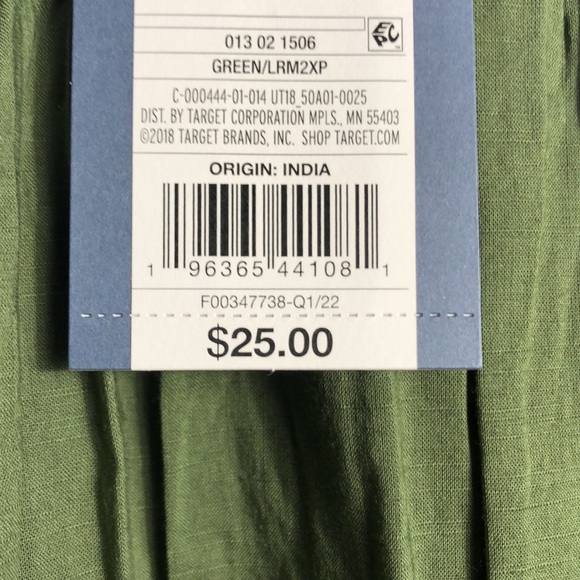 EPC
013 02 1506
GREEN/LRM2XP
C-000444-01-014 UT18_50A01-0025
DIST. BY TARGET CORPORATION MPLS., MN 55403
©2018 TARGET BRANDS, INC. SHOP TARGET.COM
ORIGIN: INDIA
1 96365 44108 1
F00347738-Q1/22
$25.00